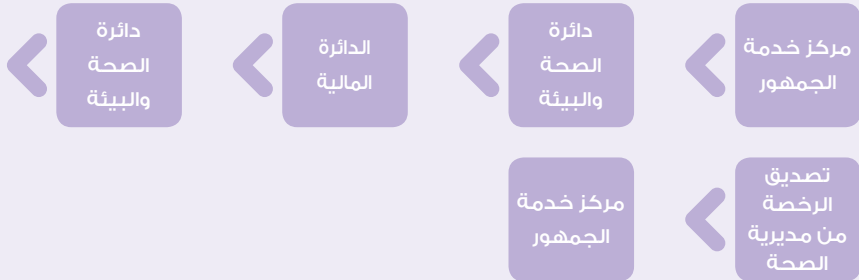 مركز خدمة
الجمهور
دائرة
الصحة
والبيئة
الدائرة
المالية
دائرة
الصحة
والبيئة
تصديق
الرخصة
من مديرية
الصحة
مركز خدمة
الجمهور